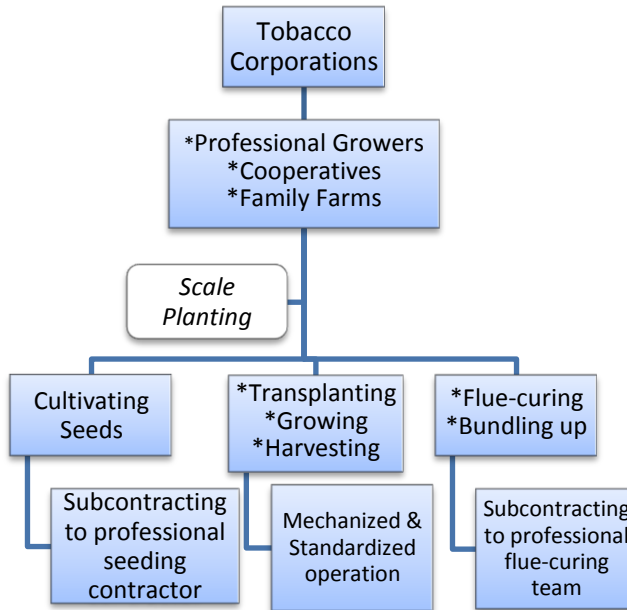 Tobacco
Corporations
*Professional Growers
*Cooperatives
*Family Farms
Scale
Planting
Cultivating
Seeds
*Transplanting
*Growing
*Harvesting
*Flue-curing
*Bundling up
Subcontracting
to professional
seeding
contractor
Mechanized &
Standardized
operation
Subcontracting
to professional
flue-curing
team